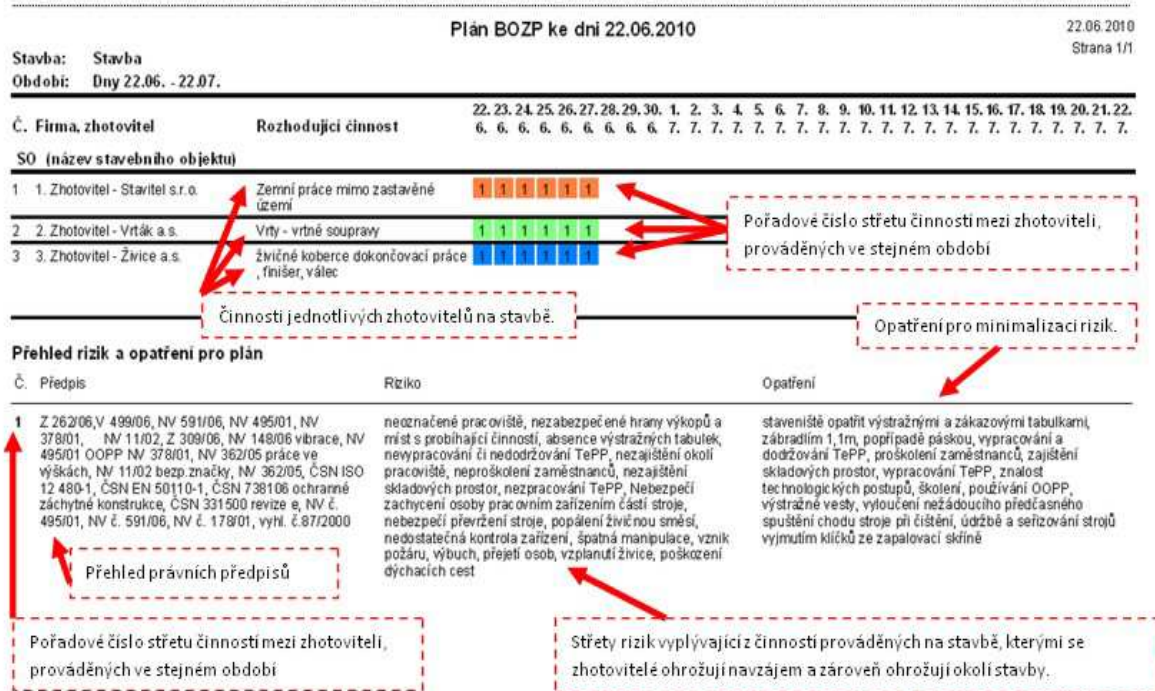 Plán BOZP ke dni 22.06.2010
22.06.2010
Strana 1/1
Stavba: Stavba
Období: Dny 22.06. - 22.07.
22. 23. 24. 25. 26. 27. 28. 29. 30. 1. 2. 3. 4. 5. 6. 7. 8. 9. 10. 11. 12. 13. 14. 15. 16. 17. 18. 19. 20. 21. 22.
Č. Firma, zhotovitel Rozhodující činnost 6. 6. 6. 6. 6. 6. 6. 6. 6. 7. 7. 7. 7. 7. 7. 7. 7. 7. 7. 7. 7. 7. 7. 7. 7. 7. 7. 7. 7. 7. 7.
SO (název stavebního objektu)
1 1. Zhotovitel - Stavitel s.r.o. Zemní práce mimo zastavěné 1 1 1 1 1 1
území
2 2. Zhotovitel - Vrták a.s. Vrty - vrtné soupravy 1 1 1 1 1 1
3 3. Zhotovitel - Živice a.s. živičné koberce dokončovací práce 1 1 1 1 1 1
, finišer, válec
Pořadové číslo střetu činností mezi zhotoviteli,
prováděných ve stejném období
Činnosti jednotlivých zhotovitelů na stavbě.
Opatření pro minimalizaci rizik.
Přehled rizik a opatření pro plán
Č. Předpis Riziko Opatření
1 Z 262/06,V 499/06, NV 591/06, NV 495/01, NV
378/01, NV 11/02, Z 309/06, NV 148/06 vibrace, NV
495/01 OOPP NV 378/01, NV 362/05 práce ve
výškách, NV 11/02 bezp.značky, NV 362/05, ČSN ISO
12 480-1, ČSN EN 50110-1, ČSN 738106 ochranné
záchytné konstrukce, ČSN 331500 revize e, NV č.
495/01, NV č. 591/06, NV č. 178/01, vyhl. č.87/2000
neoznačené pracoviště, nezabezpečené hrany výkopů a
míst s probíhající činností, absence výstražných tabulek,
nevypracování či nedodržování TePP, nezajištění okolí
pracoviště, neproškolení zaměstnanců, nezajištění
skladových prostor, nezpracování TePP, Nebezpečí
zachycení osoby pracovním zařízením částí stroje,
nebezpečí převržení stroje, popálení živičnou směsí,
nedostatečná kontrola zařízení, špatná manipulace, vznik
požáru, výbuch, přejetí osob, vzplanutí živice, poškození
dýchacích cest
staveniště opatřit výstražnými a zákazovými tabulkami,
zábradlím 1,1m, popřípadě páskou, vypracování a
dodržování TePP, proškolení zaměstnanců, zajištění
skladových prostor, vypracování TePP, znalost
technologických postupů, školení, používání OOPP,
výstražné vesty, vyloučení nežádoucího předčasného
spuštění chodu stroje při čištění, údržbě a seřizování strojů
vyjmutím klíčků ze zapalovací skříně
Přehled právních předpisů
Pořadové číslo střetu činností mezi zhotoviteli,
prováděných ve stejném období
Střety rizik vyplývající z činností prováděných na stavbě, kterými se
zhotovitelé ohrožují navzájem a zároveň ohrožují okolí stavby.